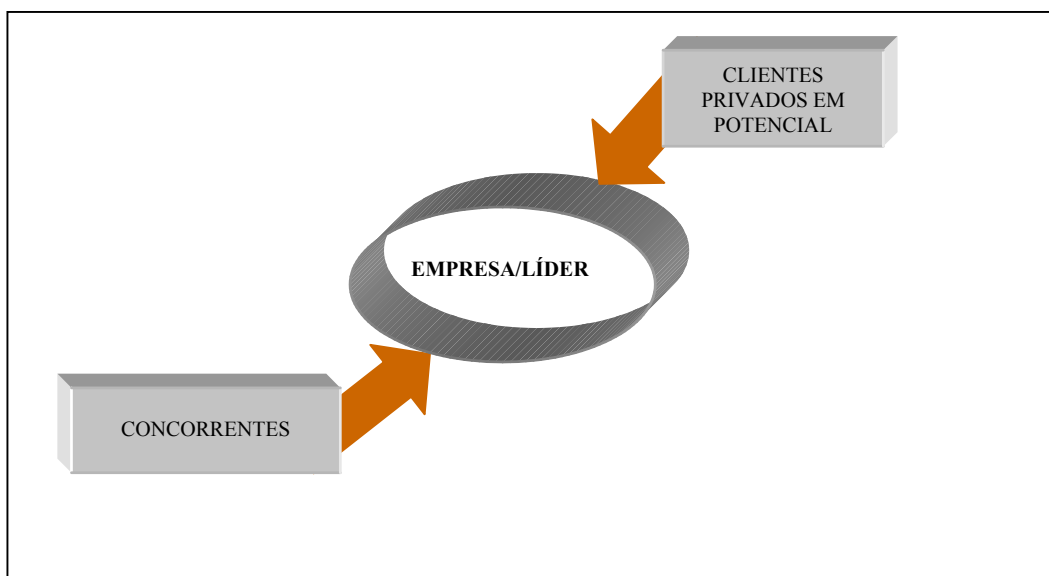 CLIENTES
PRIVADOS EM
POTENCIAL
EMPRESA/LÍDER
CONCORRENTES